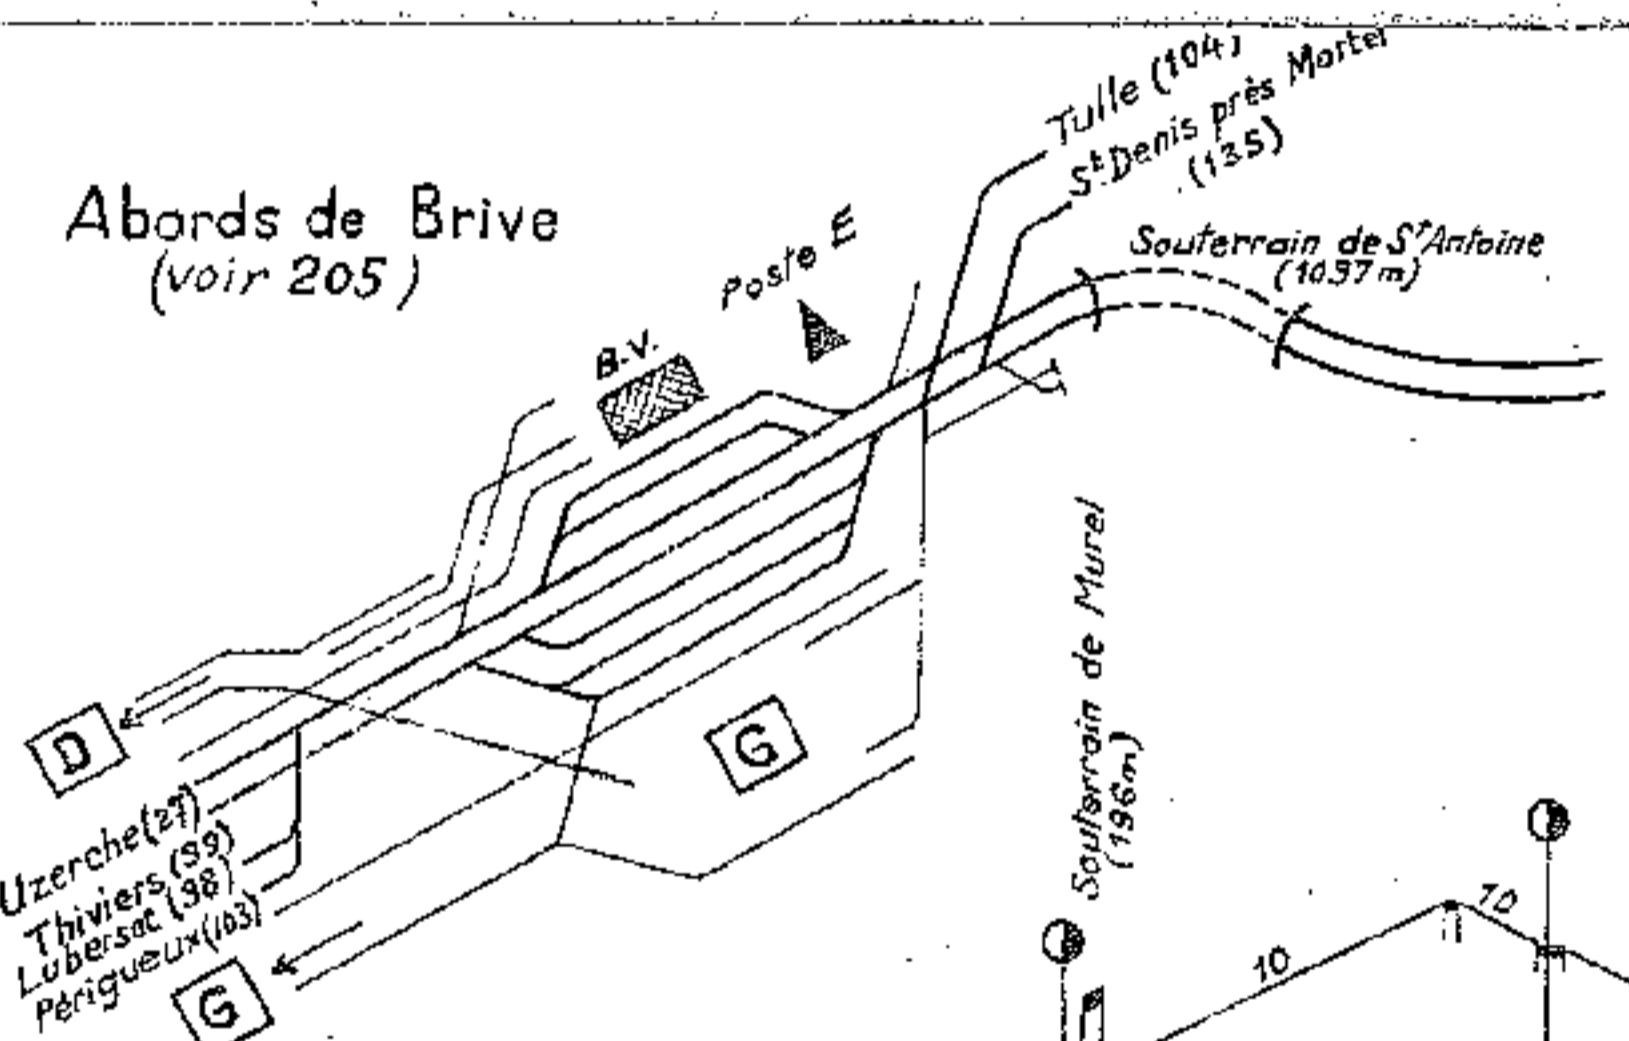 Tulle (104)
St Denis près Martel
(135)
Abords de Brive
(voir 205)
Poste E
Souterrain de St Antoine
(1037 m)
B.V.
Souterrain de Murel
(196m)
G
D
Uzerche (27)
Thiviers (99)
Lubersac (98)
Périgueux (103)
G
10
10